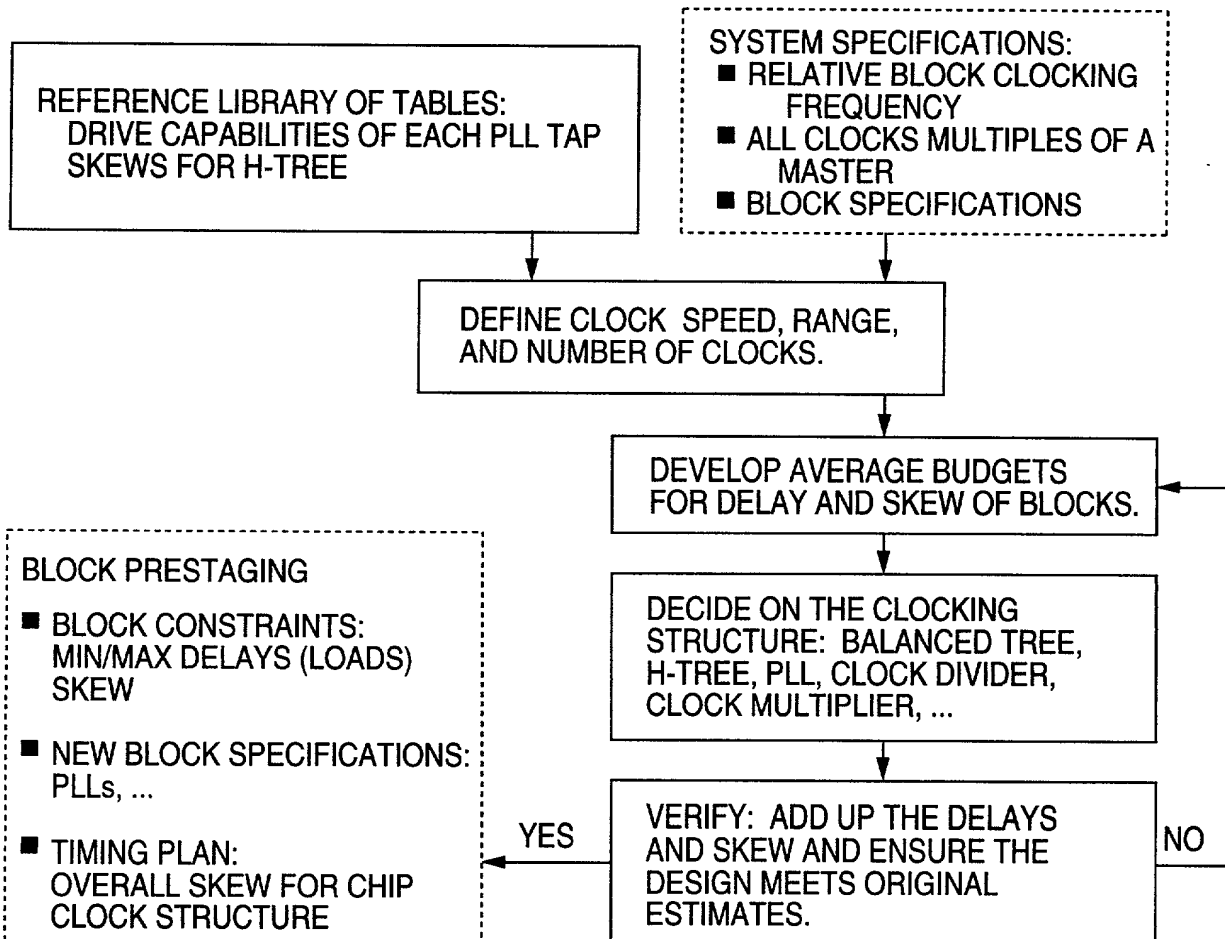 REFERENCE LIBRARY OF TABLES:
DRIVE CAPABILITIES OF EACH PLL TAP
SKEWS FOR H-TREE
SYSTEM SPECIFICATIONS:
■ RELATIVE BLOCK CLOCKING
FREQUENCY
■ ALL CLOCKS MULTIPLES OF A
MASTER
■ BLOCK SPECIFICATIONS
DEFINE CLOCK SPEED, RANGE,
AND NUMBER OF CLOCKS.
DEVELOP AVERAGE BUDGETS
FOR DELAY AND SKEW OF BLOCKS.
DECIDE ON THE CLOCKING
STRUCTURE: BALANCED TREE,
H-TREE, PLL, CLOCK DIVIDER,
CLOCK MULTIPLIER, ...
VERIFY: ADD UP THE DELAYS
AND SKEW AND ENSURE THE
DESIGN MEETS ORIGINAL
ESTIMATES.
NO
YES
BLOCK PRESTAGING
■ BLOCK CONSTRAINTS:
MIN/MAX DELAYS (LOADS)
SKEW
■ NEW BLOCK SPECIFICATIONS:
PLLs, ...
■ TIMING PLAN:
OVERALL SKEW FOR CHIP
CLOCK STRUCTURE